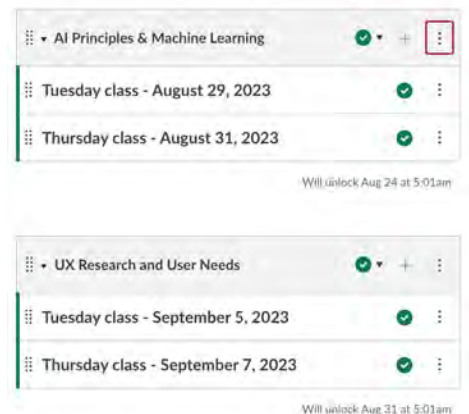 AI Principles & Machine Learning
Tuesday class - August 29, 2023
Thursday class - August 31, 2023
Will unlock Aug 24 at 5:01am
UX Research and User Needs
Tuesday class - September 5, 2023
Thursday class - September 7, 2023
Will unlock Aug 31 at 5:01am